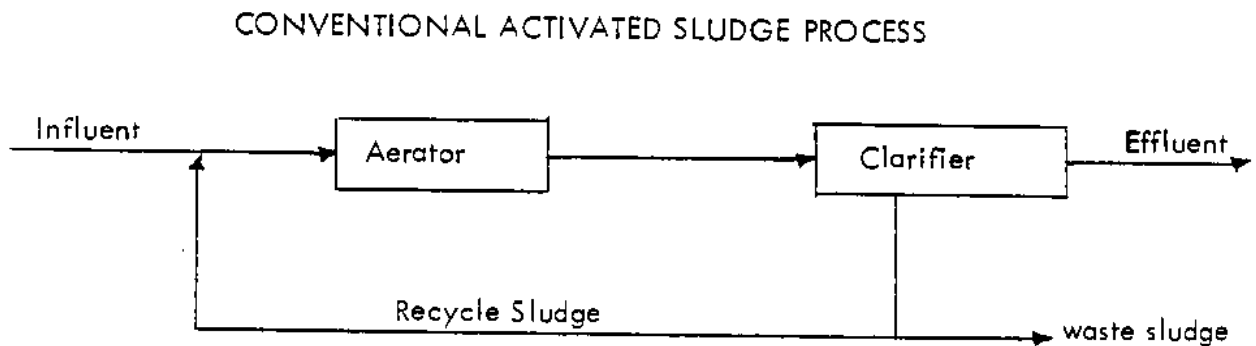 CONVENTIONAL ACTIVATED SLUDGE PROCESS
Influent
Aerator
Clarifier
Effluent
Recycle Sludge
waste sludge